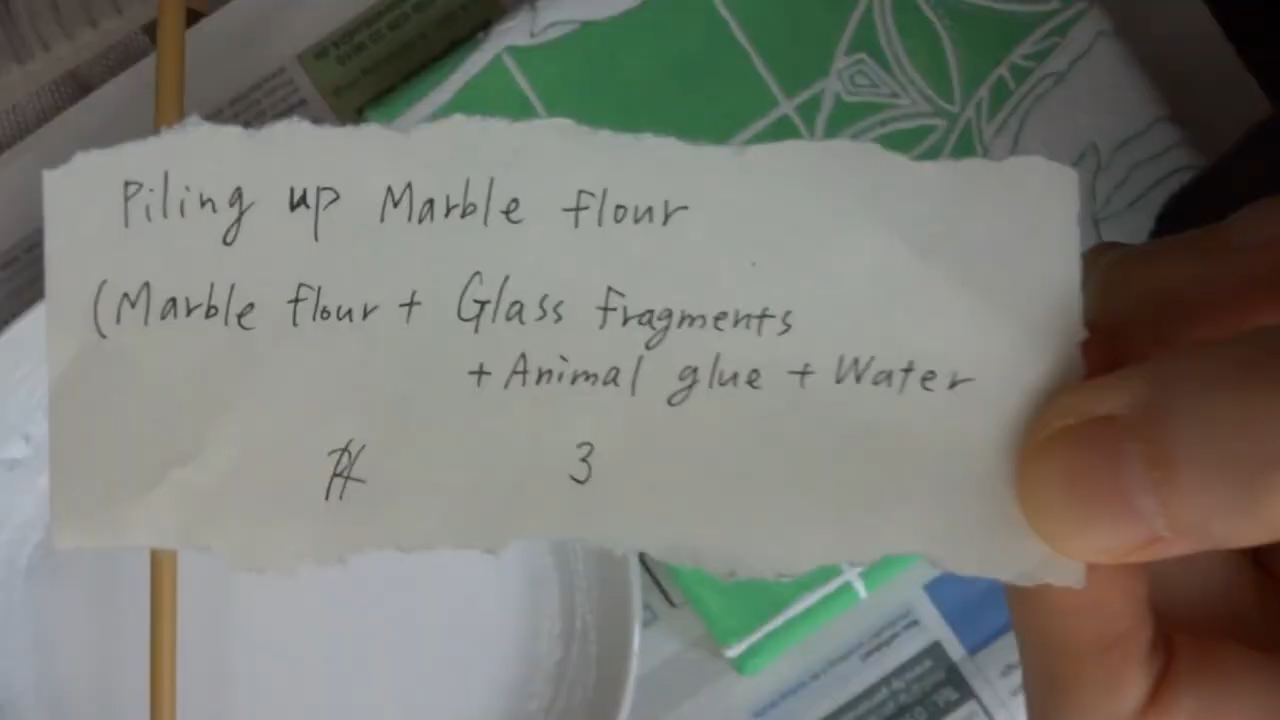 Piling up Marble flour
(Marble flour + Glass fragments
+ Animal glue + Water
3